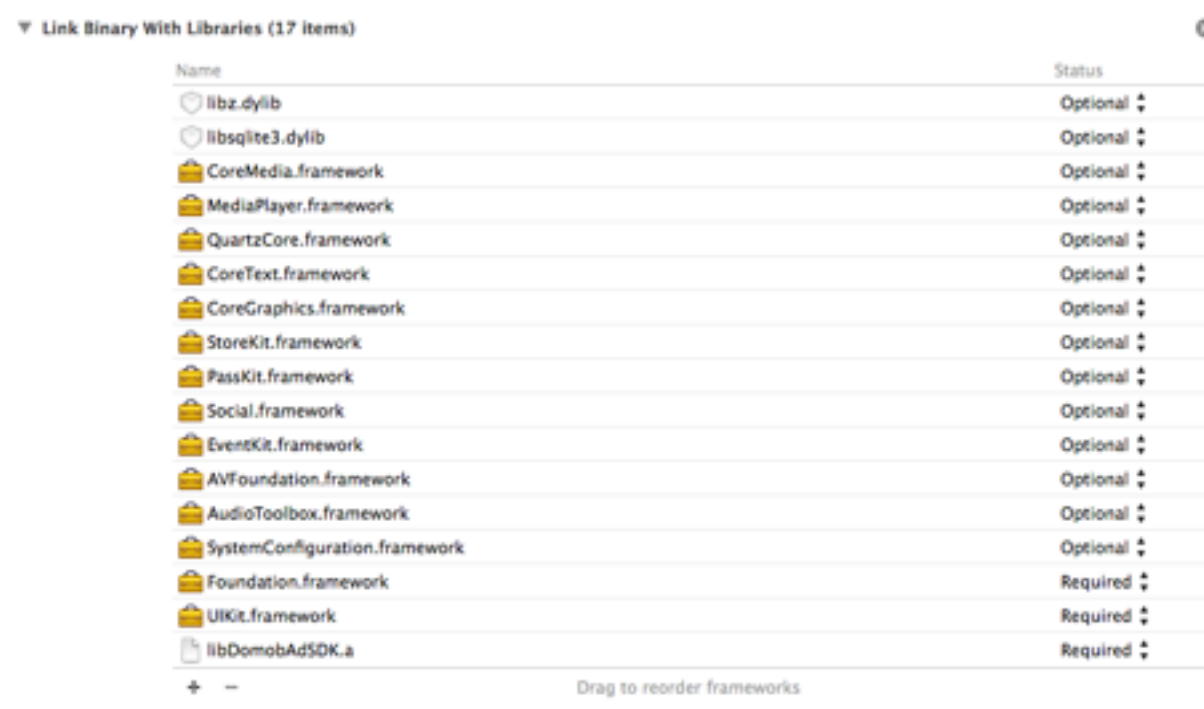 Link Binary With Libraries (17 items)
Name Status
libz.dylib Optional
libsqlite3.dylib Optional
CoreMedia.framework Optional
MediaPlayer.framework Optional
QuartzCore.framework Optional
CoreText.framework Optional
CoreGraphics.framework Optional
StoreKit.framework Optional
PassKit.framework Optional
Social.framework Optional
EventKit.framework Optional
AVFoundation.framework Optional
AudioToolbox.framework Optional
SystemConfiguration.framework Optional
Foundation.framework Required
UIKit.framework Required
libDomobAdSDK.a Required
+ − Drag to reorder frameworks